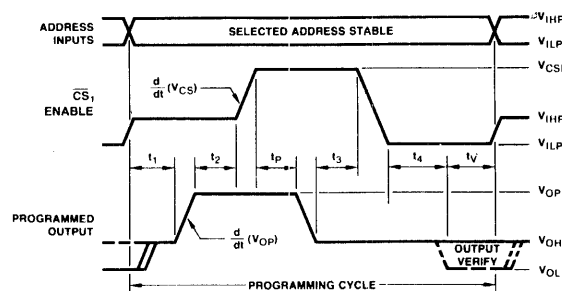 ADDRESS INPUTS
SELECTED ADDRESS STABLE
VIHP
VILP
CS1 ENABLE
d/dt (VCS)
VCSP
VIHP
VILP
t1
t2
tP
t3
t4
tV
PROGRAMMED OUTPUT
d/dt (VOP)
VOP
VOH
OUTPUT VERIFY
VOL
PROGRAMMING CYCLE